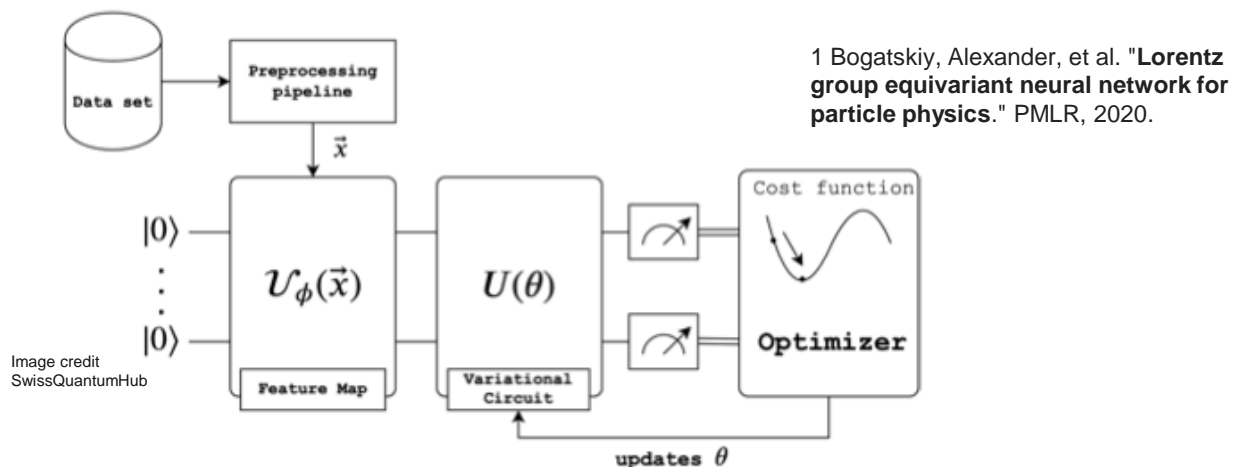 1 Bogatskiy, Alexander, et al. "Lorentz
group equivariant neural network for
particle physics." PMLR, 2020.
Data set
Preprocessing
pipeline
x⃗
|0⟩
|0⟩
𝒰_ϕ(x⃗)
Feature Map
U(θ)
Variational
Circuit
Cost function
Optimizer
updates θ
Image credit
SwissQuantumHub